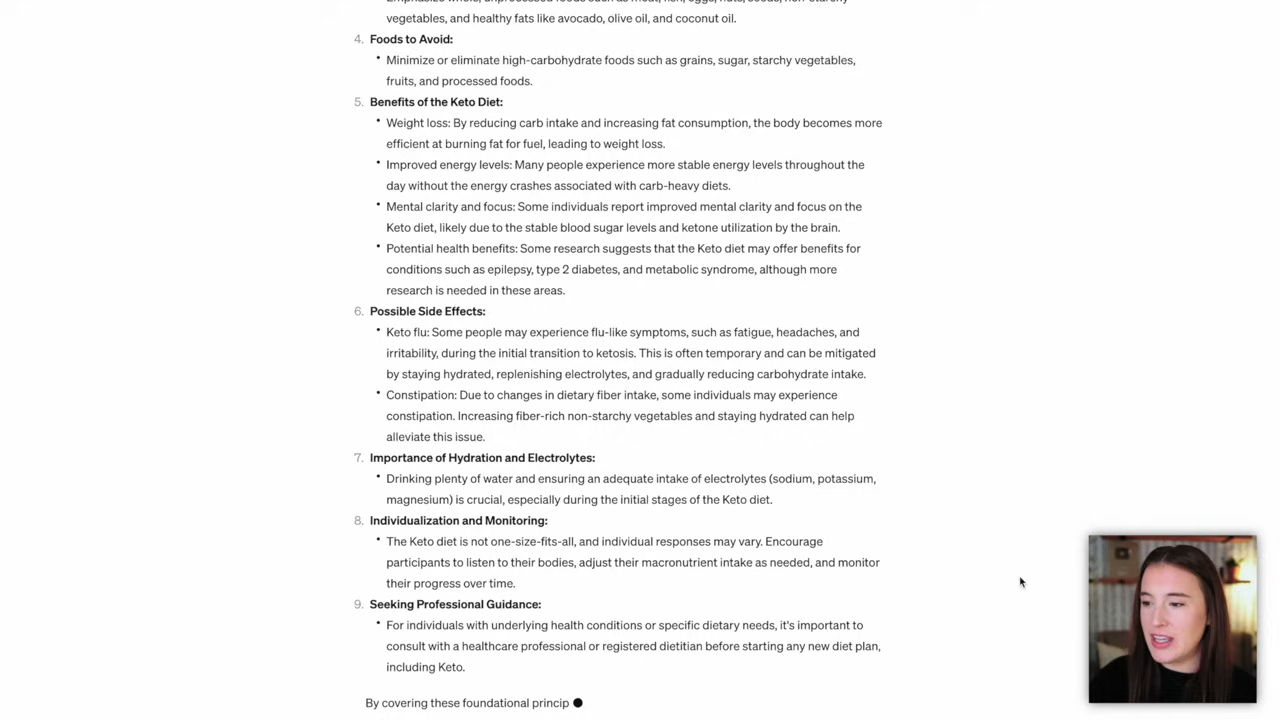 vegetables, and healthy fats like avocado, olive oil, and coconut oil.
4. Foods to Avoid:
• Minimize or eliminate high-carbohydrate foods such as grains, sugar, starchy vegetables,
fruits, and processed foods.
5. Benefits of the Keto Diet:
• Weight loss: By reducing carb intake and increasing fat consumption, the body becomes more
efficient at burning fat for fuel, leading to weight loss.
• Improved energy levels: Many people experience more stable energy levels throughout the
day without the energy crashes associated with carb-heavy diets.
• Mental clarity and focus: Some individuals report improved mental clarity and focus on the
Keto diet, likely due to the stable blood sugar levels and ketone utilization by the brain.
• Potential health benefits: Some research suggests that the Keto diet may offer benefits for
conditions such as epilepsy, type 2 diabetes, and metabolic syndrome, although more
research is needed in these areas.
6. Possible Side Effects:
• Keto flu: Some people may experience flu-like symptoms, such as fatigue, headaches, and
irritability, during the initial transition to ketosis. This is often temporary and can be mitigated
by staying hydrated, replenishing electrolytes, and gradually reducing carbohydrate intake.
• Constipation: Due to changes in dietary fiber intake, some individuals may experience
constipation. Increasing fiber-rich non-starchy vegetables and staying hydrated can help
alleviate this issue.
7. Importance of Hydration and Electrolytes:
• Drinking plenty of water and ensuring an adequate intake of electrolytes (sodium, potassium,
magnesium) is crucial, especially during the initial stages of the Keto diet.
8. Individualization and Monitoring:
• The Keto diet is not one-size-fits-all, and individual responses may vary. Encourage
participants to listen to their bodies, adjust their macronutrient intake as needed, and monitor
their progress over time.
9. Seeking Professional Guidance:
• For individuals with underlying health conditions or specific dietary needs, it's important to
consult with a healthcare professional or registered dietitian before starting any new diet plan,
including Keto.
By covering these foundational princip